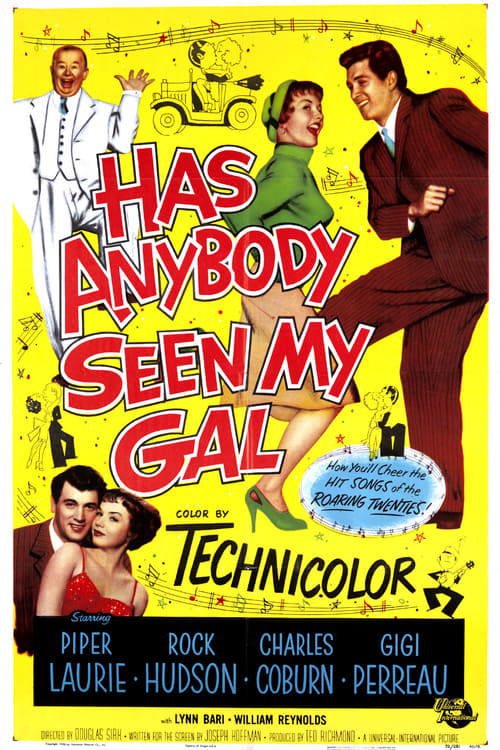 HAS
ANYBODY
SEEN MY
GAL
How You'll Cheer the
HIT SONGS of the
ROARING TWENTIES!
COLOR BY
TECHNICOLOR
Starring
PIPER LAURIE · ROCK HUDSON · CHARLES COBURN · GIGI PERREAU
with LYNN BARI · WILLIAM REYNOLDS
DIRECTED BY DOUGLAS SIRK · WRITTEN FOR THE SCREEN BY JOSEPH HOFFMAN · PRODUCED BY TED RICHMOND · A UNIVERSAL-INTERNATIONAL PICTURE
Universal
International